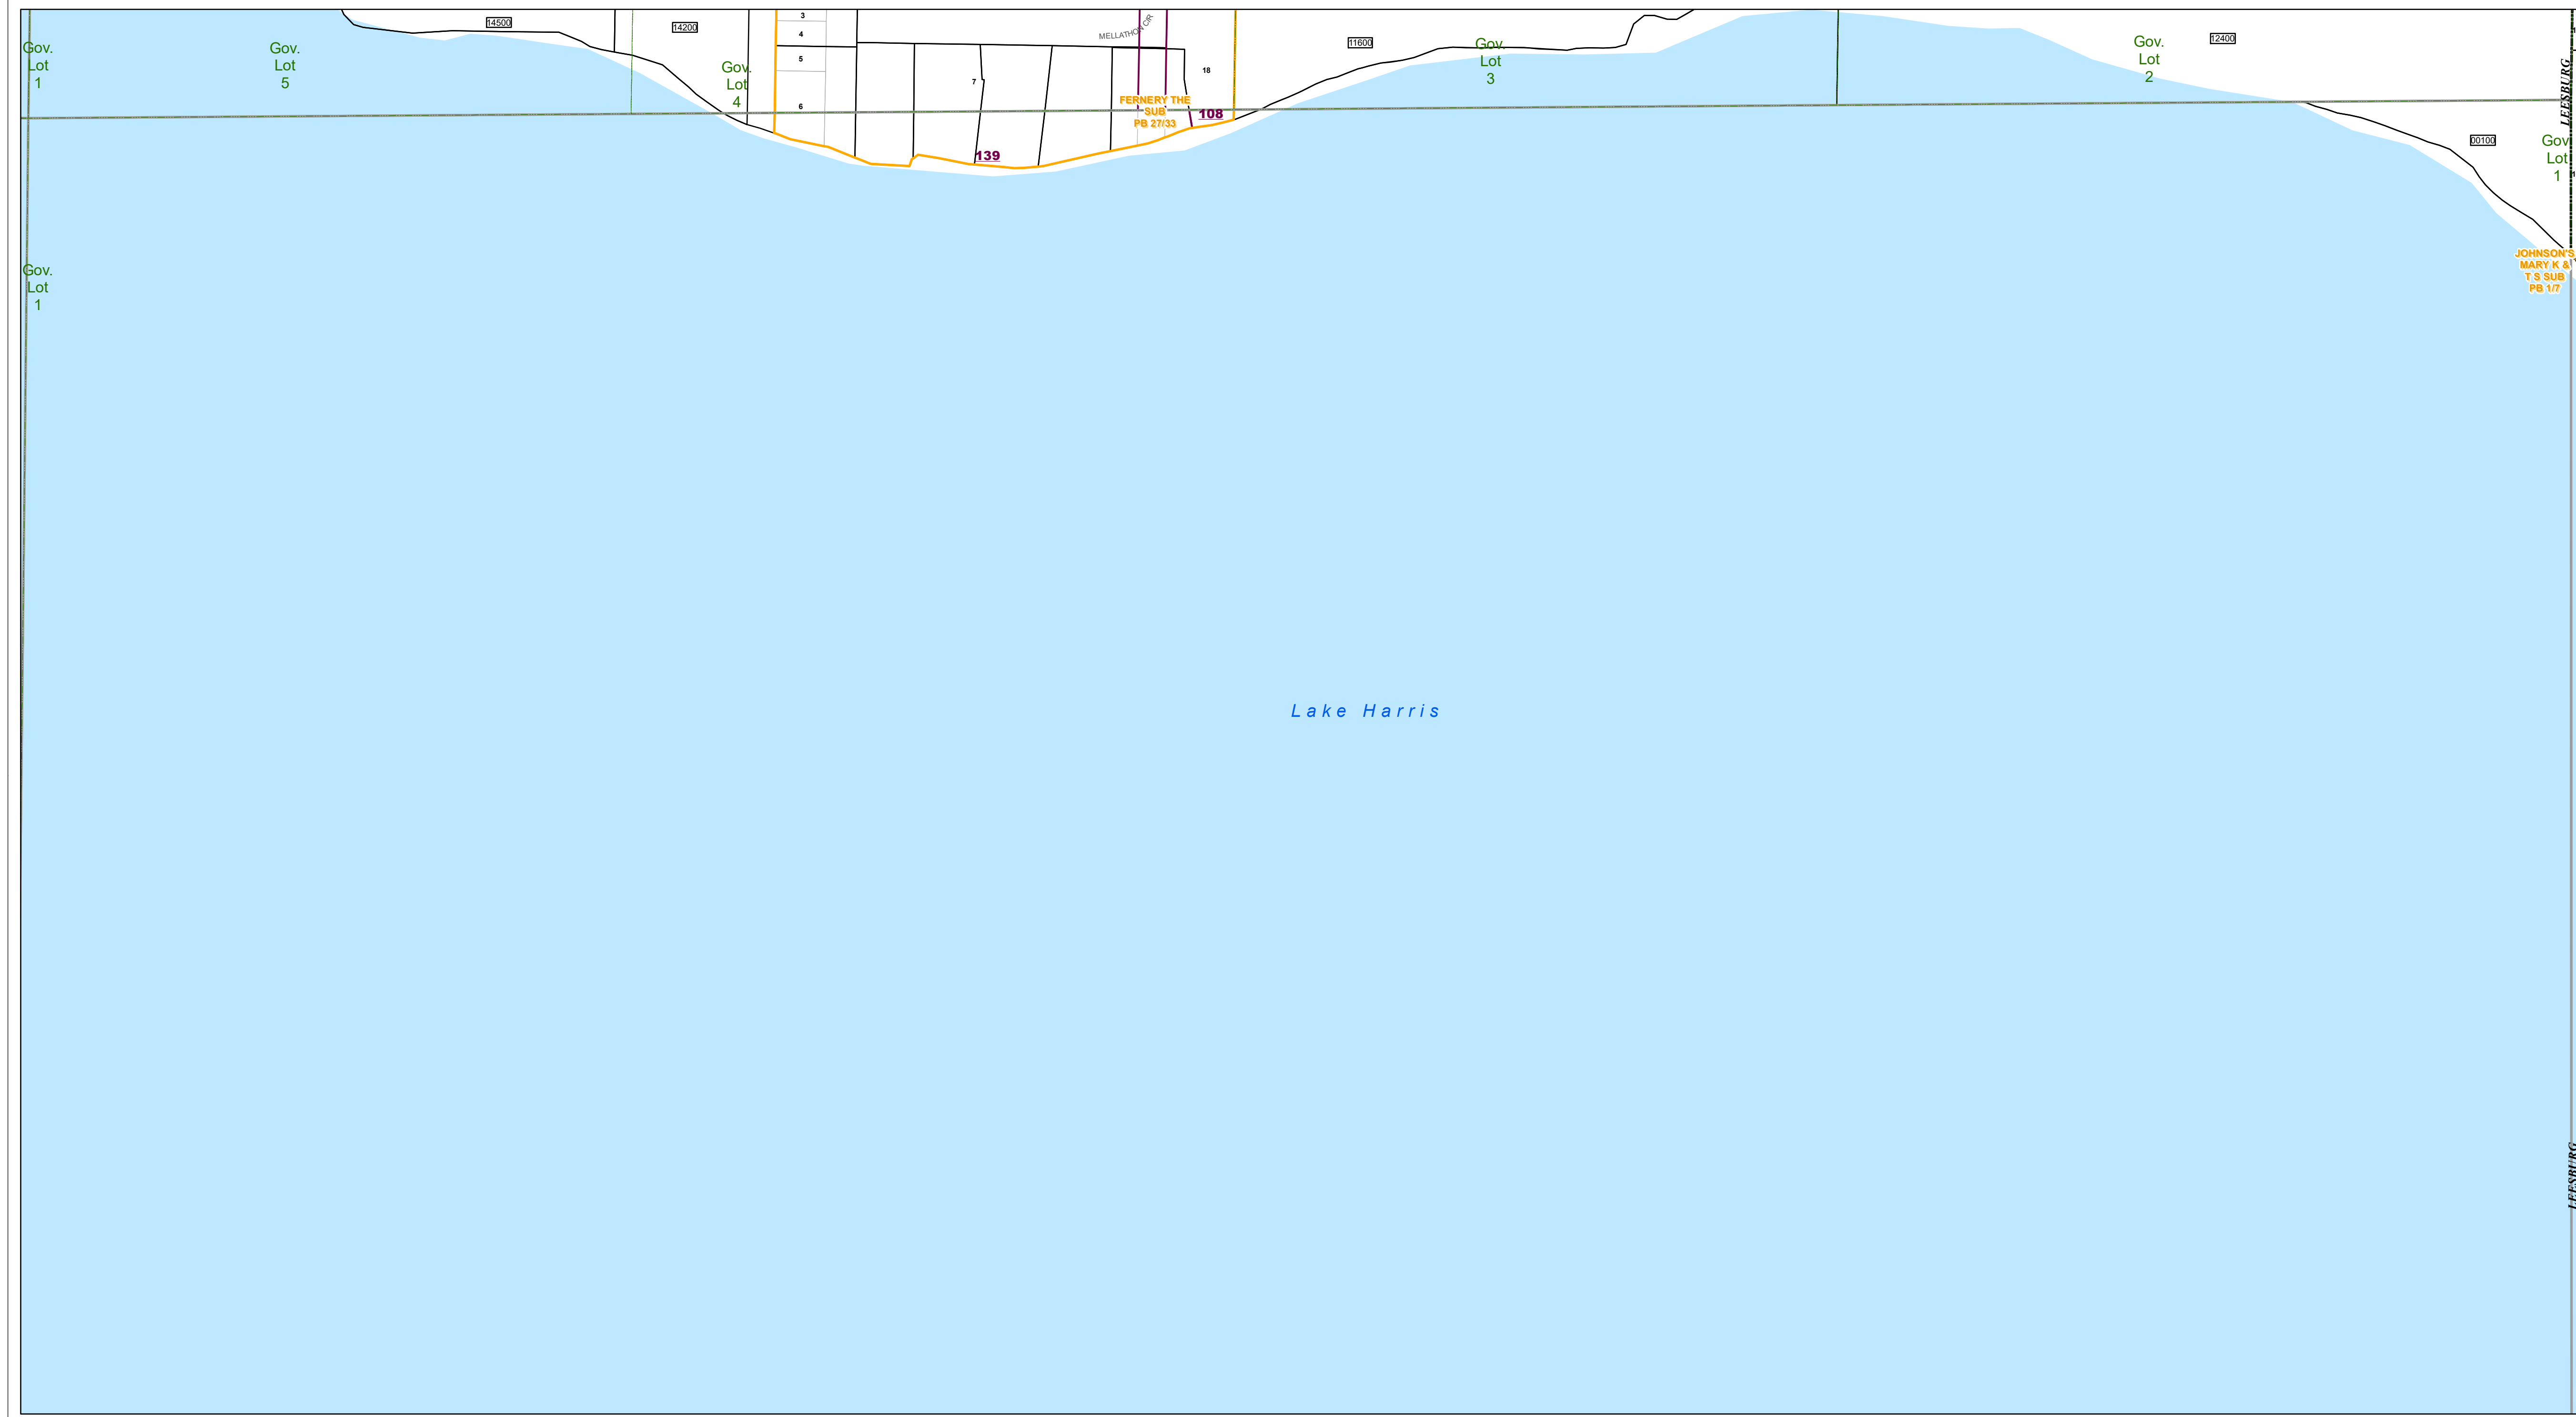 14500
14200
3
4
5
6
7
18
MELLATHON CIR
11600
12400
00100
Gov.
Lot
1
Gov.
Lot
5
Gov.
Lot
4
Gov.
Lot
3
Gov.
Lot
2
LEESBURG
FERNERY THE
SUB
PB 27/33
108
139
Gov.
Lot
1
Gov.
Lot
1
JOHNSON'S
MARY K &
T S SUB
PB 1/7
Lake Harris
LEESBURG